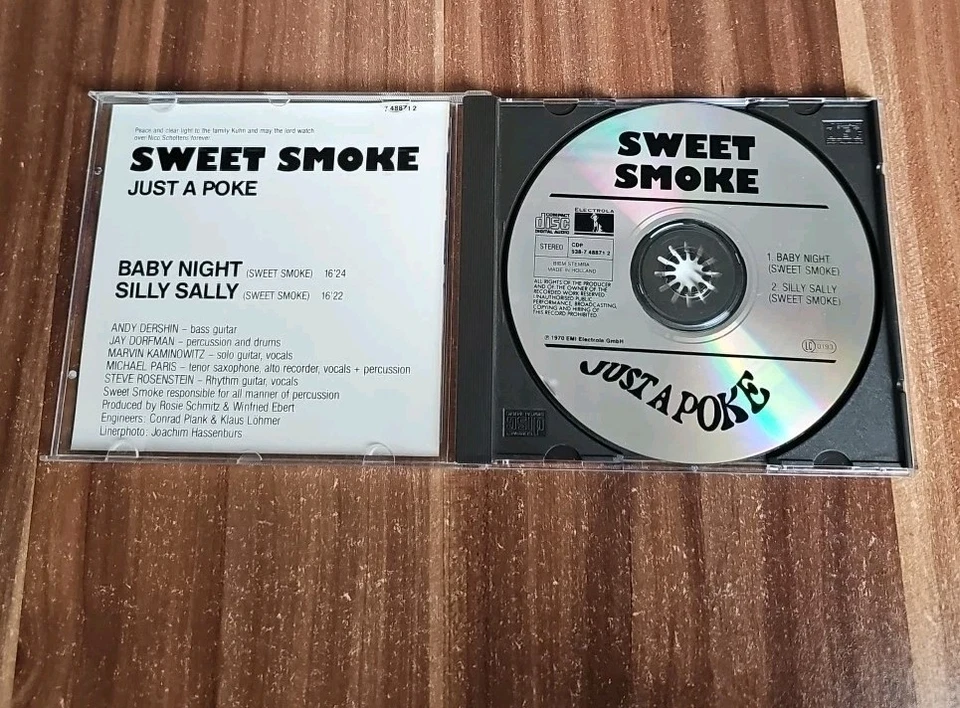 7 48871 2
Peace and clear light to the family Kuhn and may the lord watch
over Nico Scholtens forever
SWEET SMOKE
JUST A POKE
BABY NIGHT (SWEET SMOKE) 16'24
SILLY SALLY (SWEET SMOKE) 16'22
ANDY DERSHIN – bass guitar
JAY DORFMAN – percussion and drums
MARVIN KAMINOWITZ – solo guitar, vocals
MICHAEL PARIS – tenor saxophone, alto recorder, vocals + percussion
STEVE ROSENSTEIN – Rhythm guitar, vocals
Sweet Smoke responsible for all manner of percussion
Produced by Rosie Schmitz & Winfried Ebert
Engineers: Conrad Plank & Klaus Löhmer
Linerphoto: Joachim Hassenburs
SWEET
SMOKE
COMPACT
disc
DIGITAL AUDIO
ELECTROLA
STEREO
CDP
538-7 48871 2
BIEM STEMRA
MADE IN HOLLAND
ALL RIGHTS OF THE PRODUCER
AND OF THE OWNER OF THE
RECORDED WORK RESERVED
UNAUTHORISED PUBLIC
PERFORMANCE, BROADCASTING,
COPYING AND HIRING OF
THIS RECORD PROHIBITED.
℗ 1970 EMI Electrola GmbH
1. BABY NIGHT
(SWEET SMOKE)
2. SILLY SALLY
(SWEET SMOKE)
LC 0193
JUST A POKE